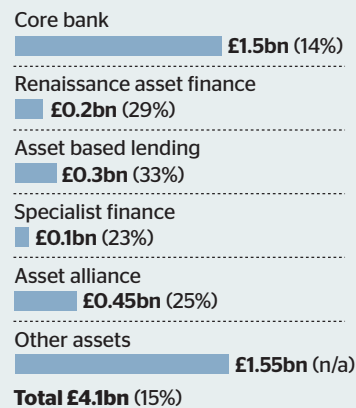 Core bank
£1.5bn (14%)
Renaissance asset finance
£0.2bn (29%)
Asset based lending
£0.3bn (33%)
Specialist finance
£0.1bn (23%)
Asset alliance
£0.45bn (25%)
Other assets
£1.55bn (n/a)
Total £4.1bn (15%)